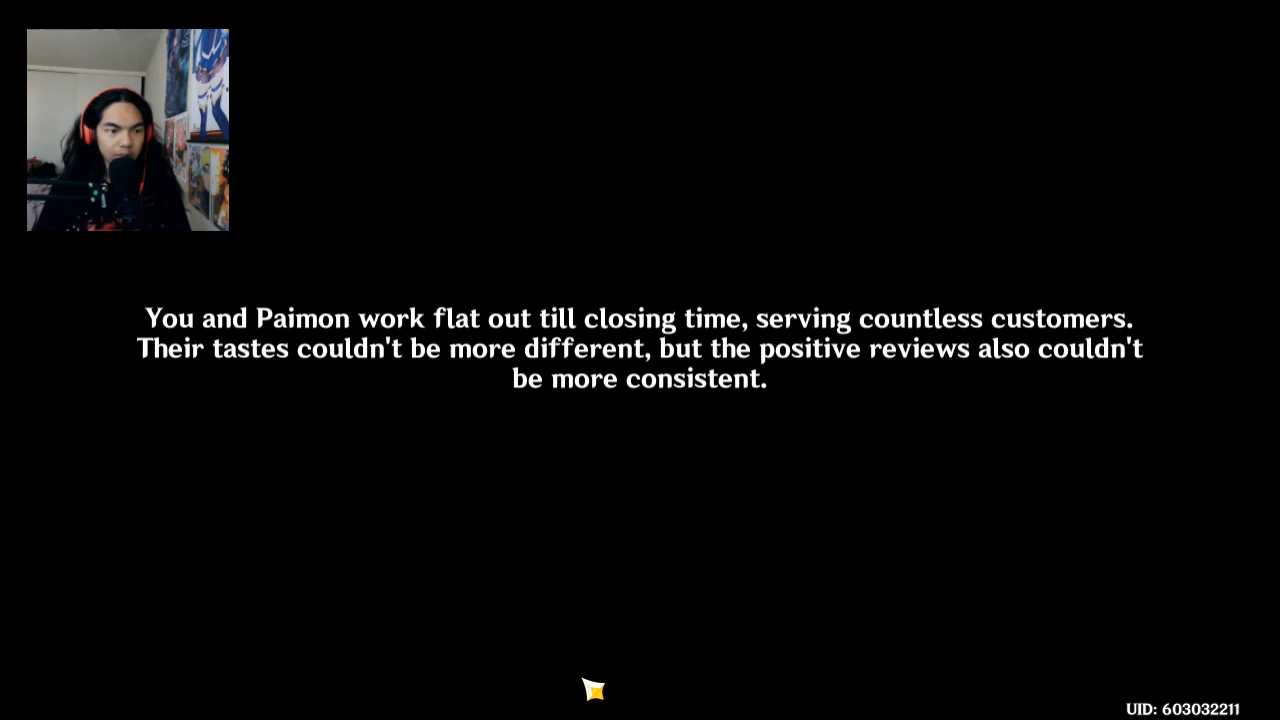 You and Paimon work flat out till closing time, serving countless customers.
Their tastes couldn't be more different, but the positive reviews also couldn't
be more consistent.
UID: 603032211